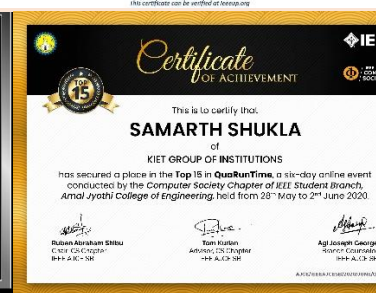 This certificate can be verified at ieeeajp.org
Certificate
OF ACHIEVEMENT
TOP
15
This is to certify that
SAMARTH SHUKLA
of
KIET GROUP OF INSTITUTIONS
has secured a place in the Top 15 in QuaRunTime, a six-day online event
conducted by the Computer Society Chapter of IEEE Student Branch,
Amal Jyothi College of Engineering, held from 28th May to 2nd June 2020.
Ruban Abraham Shibu
Chair, CS Chapter
IEEE AJCE SB
Tom Kurian
Advisor, CS Chapter
IEEE AJCE SB
Agi Joseph George
Branch Counselor
IEEE AJCE SB